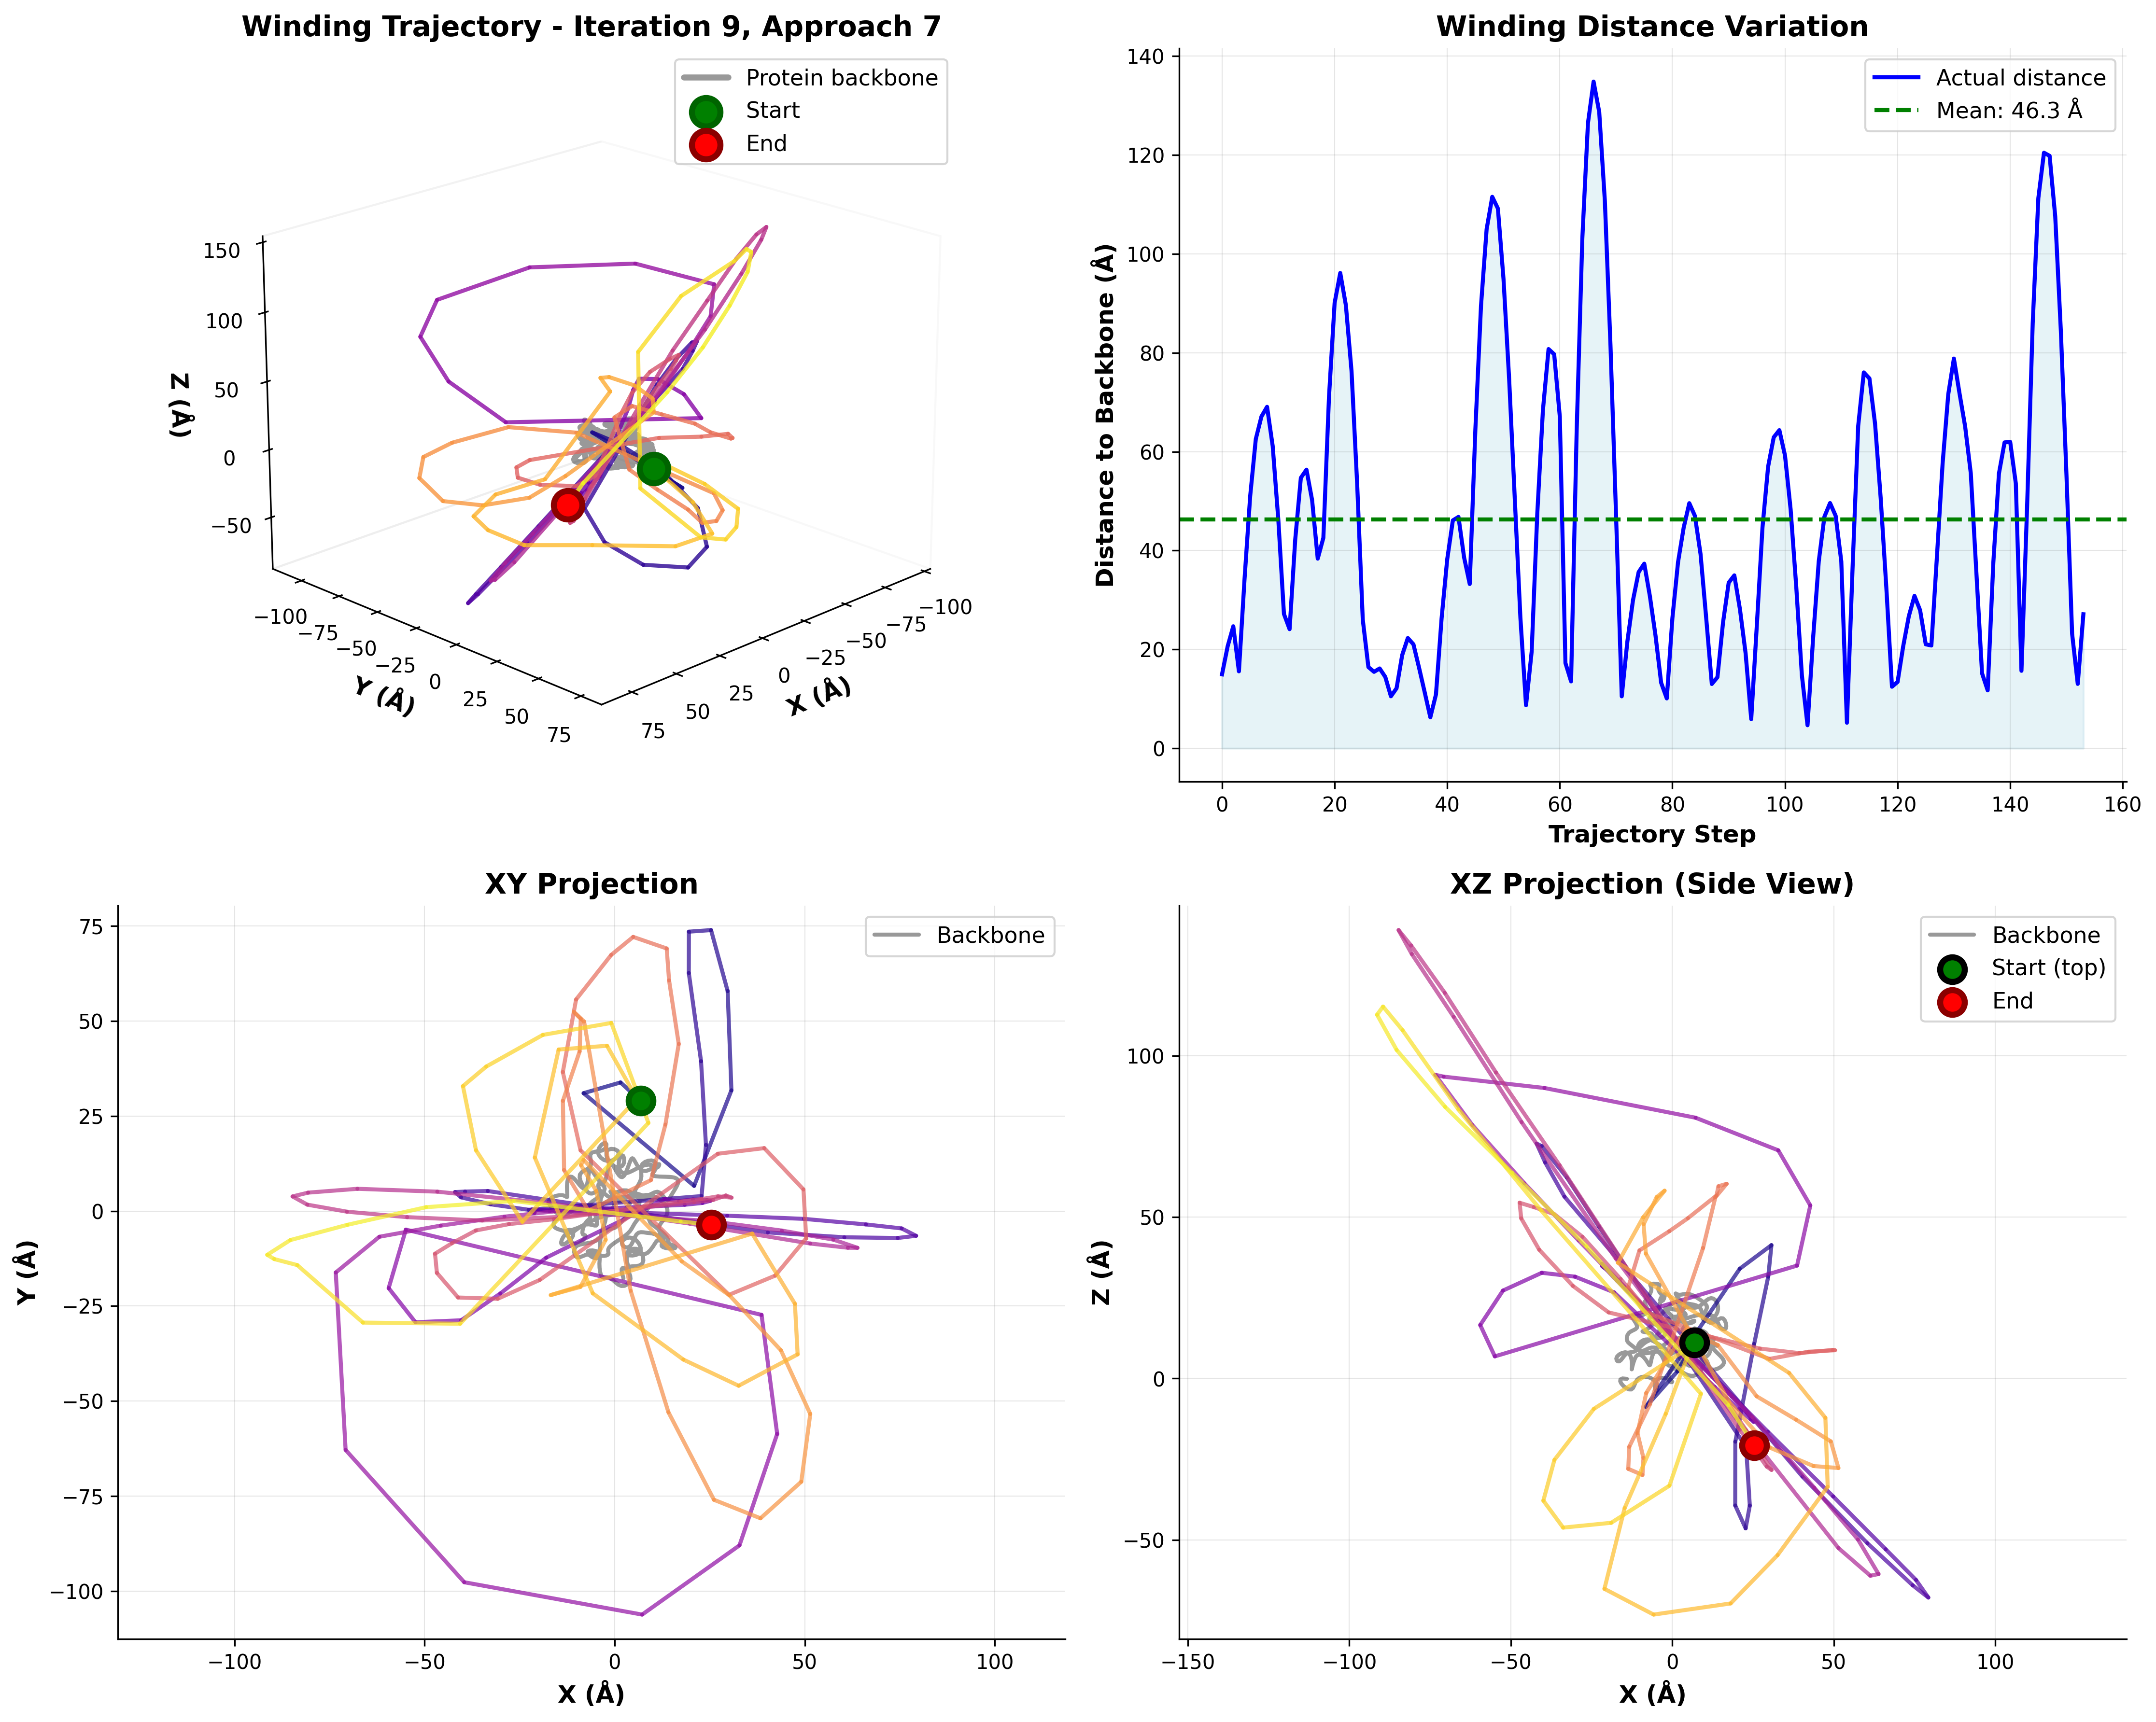 Winding Trajectory - Iteration 9, Approach 7
Protein backbone
Start
End
150
100
50
0
−50
Z (Å)
−100
−75
−50
−25
0
25
50
75
Y (Å)
75
50
25
0
−25
−50
−75
−100
X (Å)
Winding Distance Variation
Actual distance
Mean: 46.3 Å
140
120
100
80
60
40
20
0
Distance to Backbone (Å)
0 20 40 60 80 100 120 140 160
Trajectory Step
XY Projection
Backbone
75
50
25
0
−25
−50
−75
−100
Y (Å)
−100 −50 0 50 100
X (Å)
XZ Projection (Side View)
Backbone
Start (top)
End
100
50
0
−50
Z (Å)
−150 −100 −50 0 50 100
X (Å)